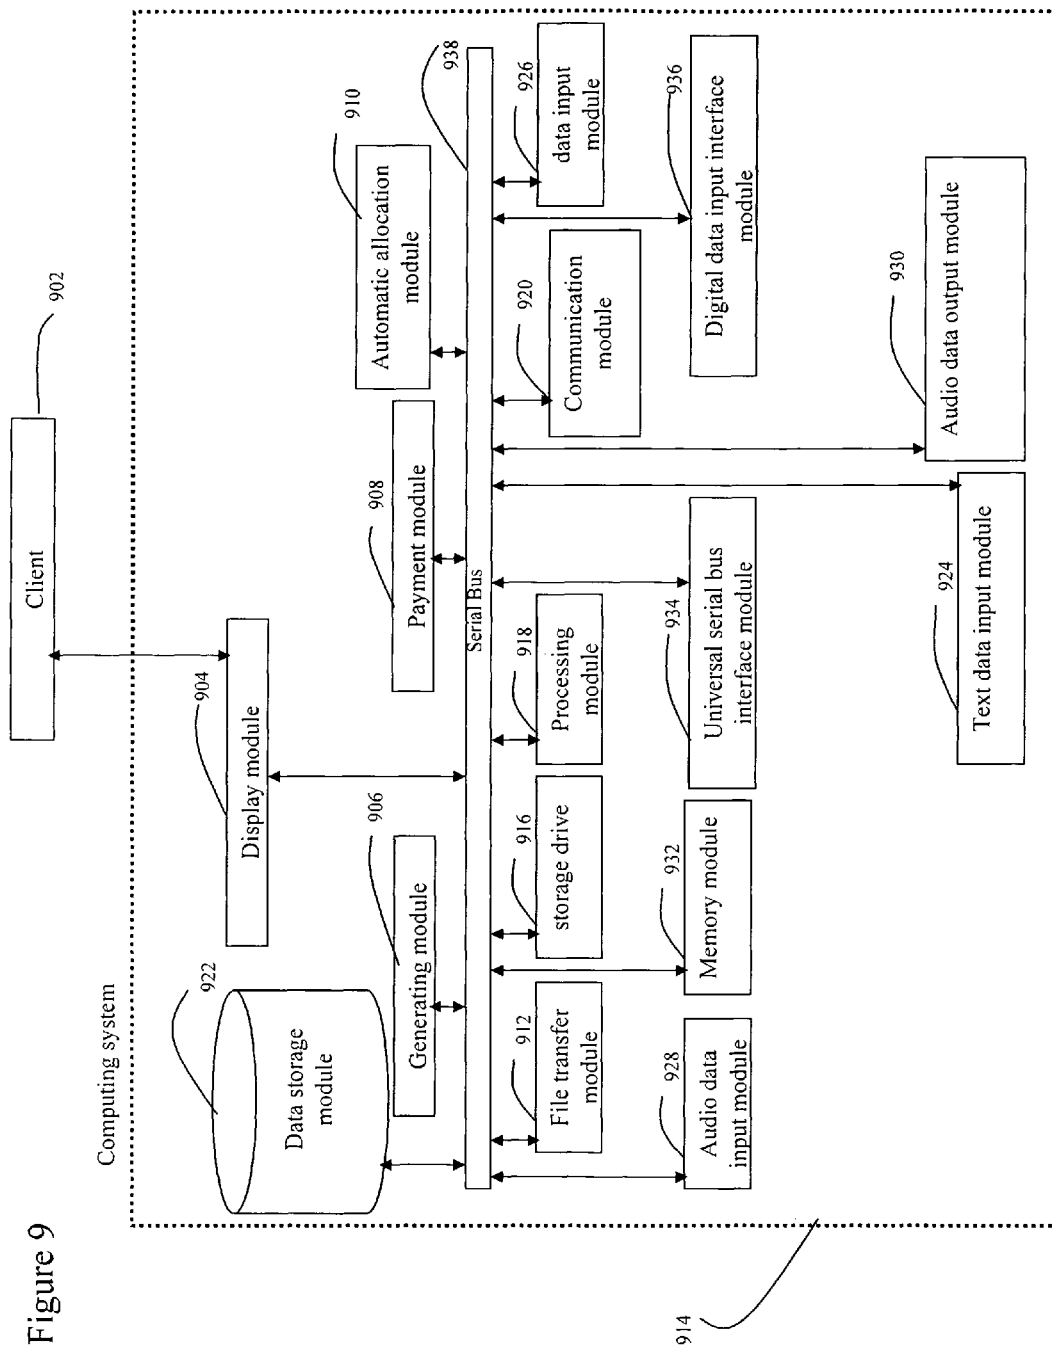 Figure 9
Client
902
Computing system
914
922
Data storage
module
904
Display module
906
Generating module
908
Payment module
910
Automatic allocation
module
Serial Bus
938
912
File transfer
module
916
storage drive
918
Processing
module
920
Communication
module
926
data input
module
928
Audio data
input module
932
Memory module
934
Universal serial bus
interface module
936
Digital data input interface
module
924
Text data input module
930
Audio data output module